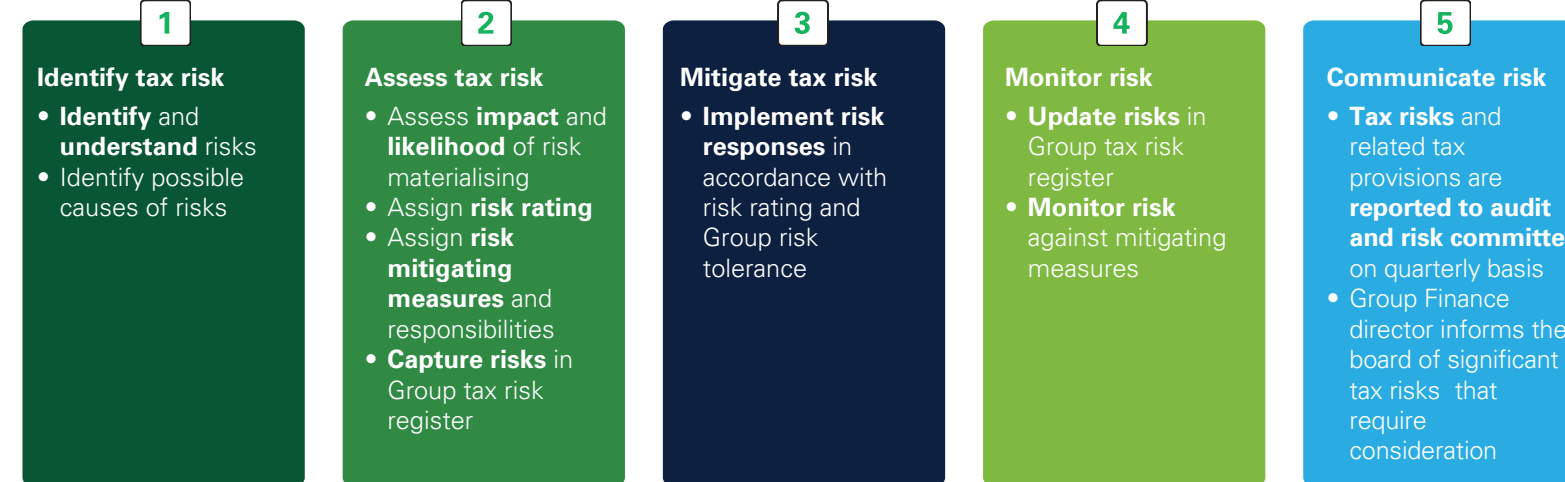 1
Identify tax risk
• Identify and
understand risks
• Identify possible
causes of risks
2
Assess tax risk
• Assess impact and
likelihood of risk
materialising
• Assign risk rating
• Assign risk
mitigating
measures and
responsibilities
• Capture risks in
Group tax risk
register
3
Mitigate tax risk
• Implement risk
responses in
accordance with
risk rating and
Group risk
tolerance
4
Monitor risk
• Update risks in
Group tax risk
register
• Monitor risk
against mitigating
measures
5
Communicate risk
• Tax risks and
related tax
provisions are
reported to audit
and risk committe
on quarterly basis
• Group Finance
director informs the
board of significant
tax risks that
require
consideration